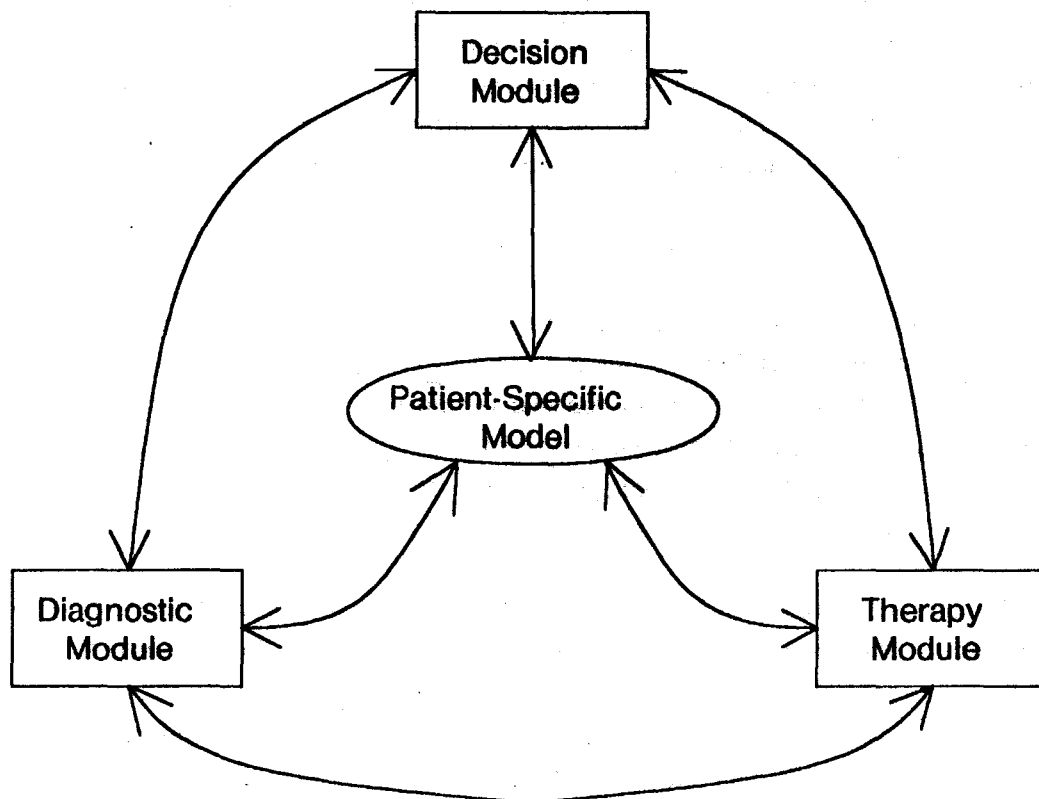 Decision
Module
Patient-Specific
Model
Diagnostic
Module
Therapy
Module